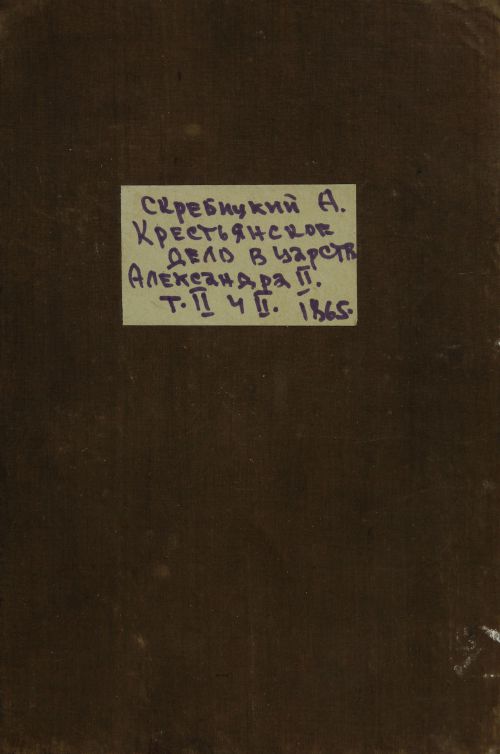 Скребицкий А.
Крестьянское
дело в царств
Александра II.
Т. II Ч II. 1865.